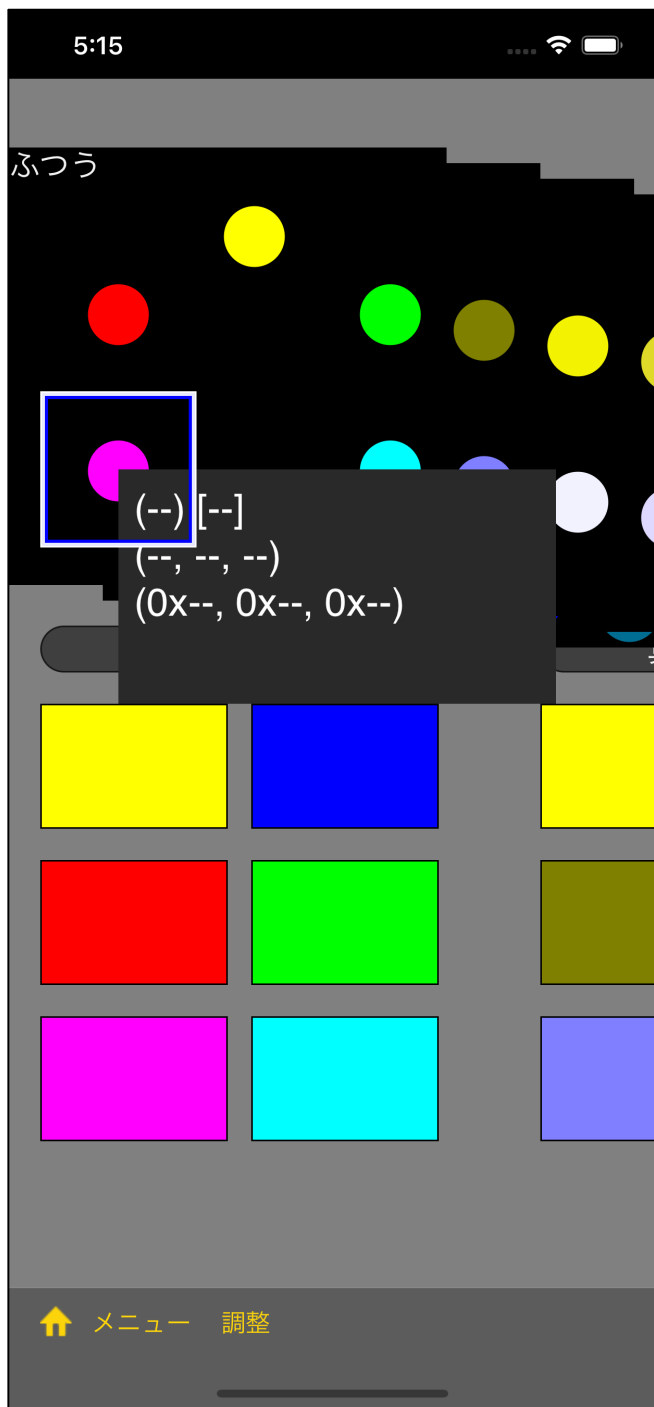 5:15
ふつう
(--) [--]
(--, --, --)
(0x--, 0x--, 0x--)
メニュー 調整